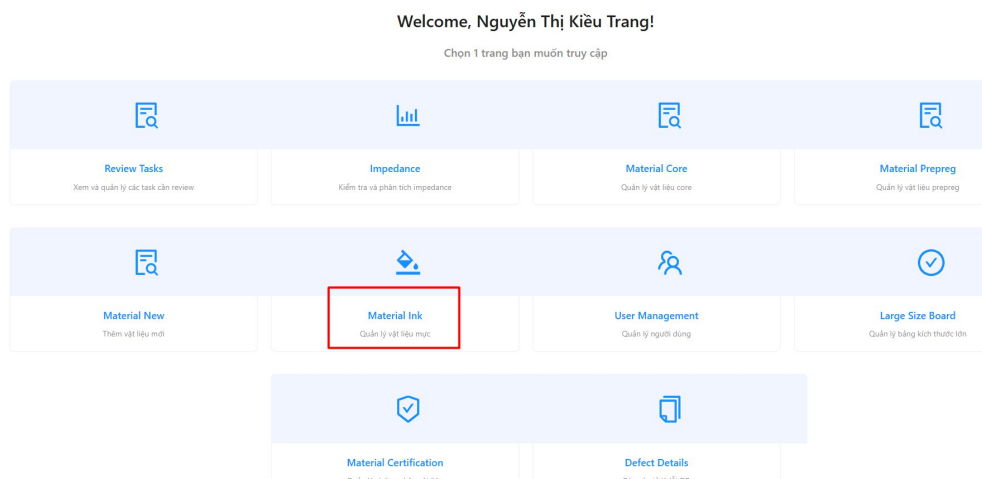 Welcome, Nguyễn Thị Kiều Trang!
Chọn 1 trang bạn muốn truy cập
Review Tasks
Xem và quản lý các task cần review
Impedance
Kiểm tra và phân tích impedance
Material Core
Quản lý vật liệu core
Material Prepreg
Quản lý vật liệu prepreg
Material New
Thêm vật liệu mới
Material Ink
Quản lý vật liệu mực
User Management
Quản lý người dùng
Large Size Board
Quản lý bảng kích thước lớn
Material Certification
Defect Details